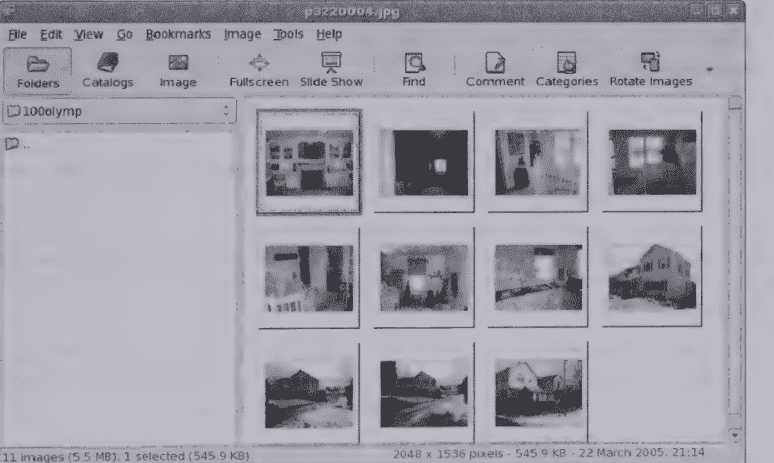 p3220004.jpg
File Edit View Go Bookmarks Image Tools Help
Folders Catalogs Image Fullscreen Slide Show Find Comment Categories Rotate Images
100olymp
..
11 images (5.5 MB), 1 selected (545.9 KB) 2048 x 1536 pixels - 545.9 KB - 22 March 2005, 21:14